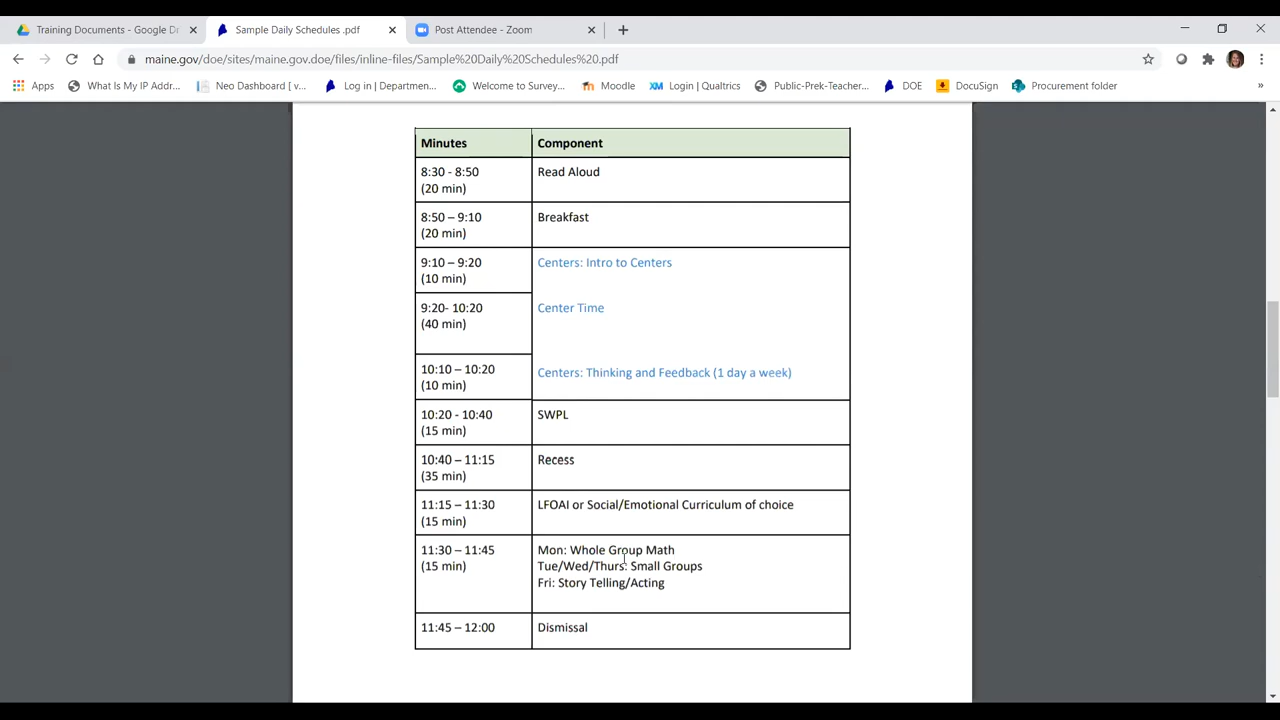 Training Documents - Google D
Sample Daily Schedules .pdf
Post Attendee - Zoom
maine.gov/doe/sites/maine.gov.doe/files/inline-files/Sample%20Daily%20Schedules%20.pdf
Apps
What Is My IP Addr...
Neo Dashboard [ v...
Log in | Departmen...
Welcome to Survey...
Moodle
XM Login | Qualtrics
Public-Prek-Teacher...
DOE
DocuSign
Procurement folder
»
Minutes Component
8:30 - 8:50 Read Aloud
(20 min)
8:50 – 9:10 Breakfast
(20 min)
9:10 – 9:20 Centers: Intro to Centers
(10 min)
9:20- 10:20 Center Time
(40 min)
10:10 – 10:20 Centers: Thinking and Feedback (1 day a week)
(10 min)
10:20 - 10:40 SWPL
(15 min)
10:40 – 11:15 Recess
(35 min)
11:15 – 11:30 LFOAI or Social/Emotional Curriculum of choice
(15 min)
11:30 – 11:45 Mon: Whole Group Math
(15 min) Tue/Wed/Thurs: Small Groups
Fri: Story Telling/Acting
11:45 – 12:00 Dismissal